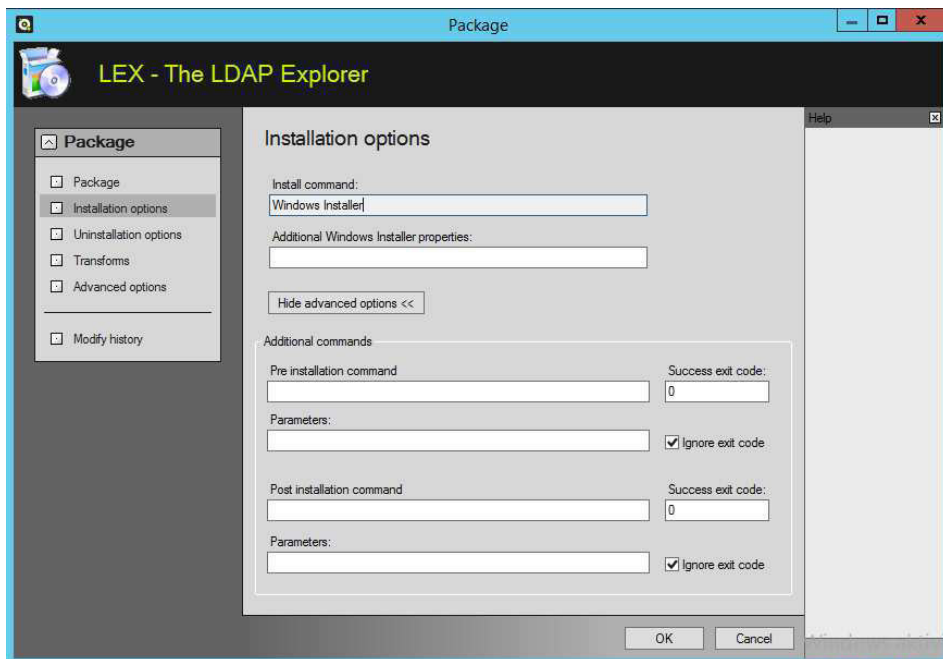 Package
LEX - The LDAP Explorer
Package
Package
Installation options
Uninstallation options
Transforms
Advanced options
Modify history
Installation options
Install command:
Windows Installer
Additional Windows Installer properties:
Hide advanced options <<
Additional commands
Pre installation command
Success exit code:
0
Parameters:
Ignore exit code
Post installation command
Success exit code:
0
Parameters:
Ignore exit code
OK
Cancel
Help
Windows aktiv